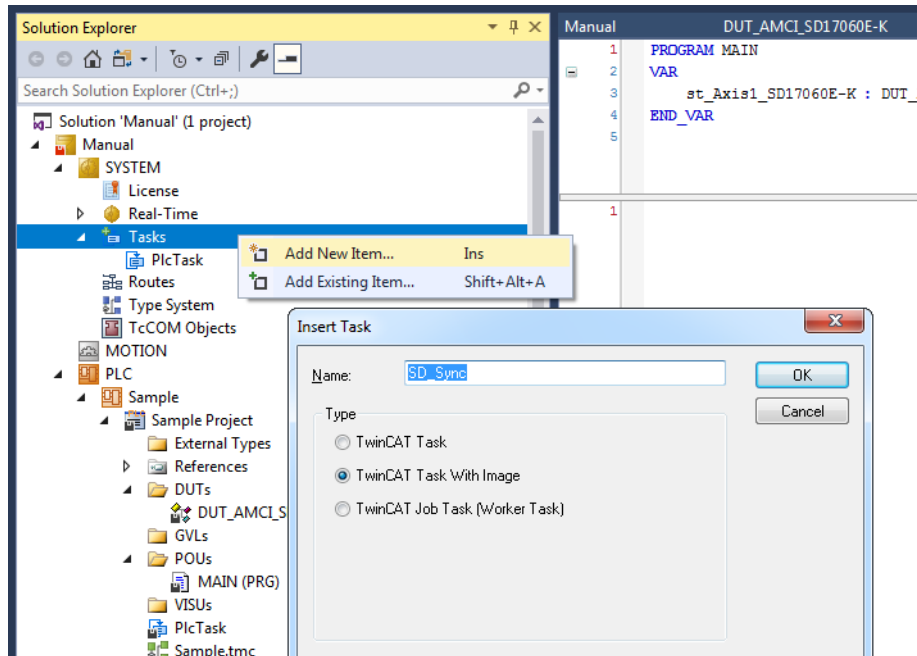 Solution Explorer
Search Solution Explorer (Ctrl+;)
Solution 'Manual' (1 project)
Manual
SYSTEM
License
Real-Time
Tasks
PlcTask
Routes
Type System
TcCOM Objects
MOTION
PLC
Sample
Sample Project
External Types
References
DUTs
DUT_AMCI_S
GVLs
POUs
MAIN (PRG)
VISUs
PlcTask
Sample.tmc
Add New Item... Ins
Add Existing Item... Shift+Alt+A
Manual DUT_AMCI_SD17060E-K
1 PROGRAM MAIN
2 VAR
3 st_Axis1_SD17060E-K : DUT_
4 END_VAR
5
1
Insert Task
Name: SD_Sync
OK
Cancel
Type
TwinCAT Task
TwinCAT Task With Image
TwinCAT Job Task (Worker Task)